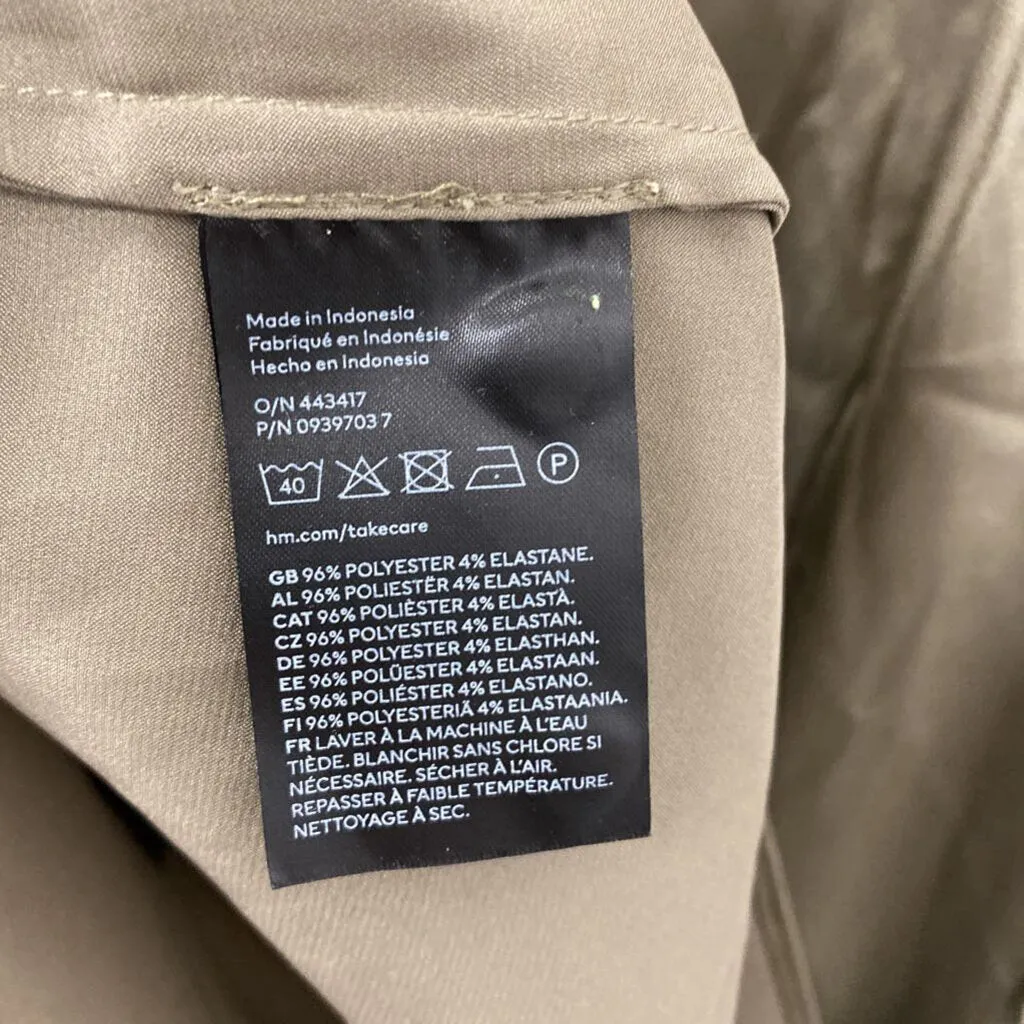 Made in Indonesia
Fabriqué en Indonésie
Hecho en Indonesia
O/N 443417
P/N 0939703 7
40 P
hm.com/takecare
GB 96% POLYESTER 4% ELASTANE.
AL 96% POLIESTËR 4% ELASTAN.
CAT 96% POLIÈSTER 4% ELASTÀ.
CZ 96% POLYESTER 4% ELASTAN.
DE 96% POLYESTER 4% ELASTHAN.
EE 96% POLÜESTER 4% ELASTAAN.
ES 96% POLIÉSTER 4% ELASTANO.
FI 96% POLYESTERIÄ 4% ELASTAANIA.
FR LAVER À LA MACHINE À L'EAU
TIÈDE. BLANCHIR SANS CHLORE SI
NÉCESSAIRE. SÉCHER À L'AIR.
REPASSER À FAIBLE TEMPÉRATURE.
NETTOYAGE À SEC.